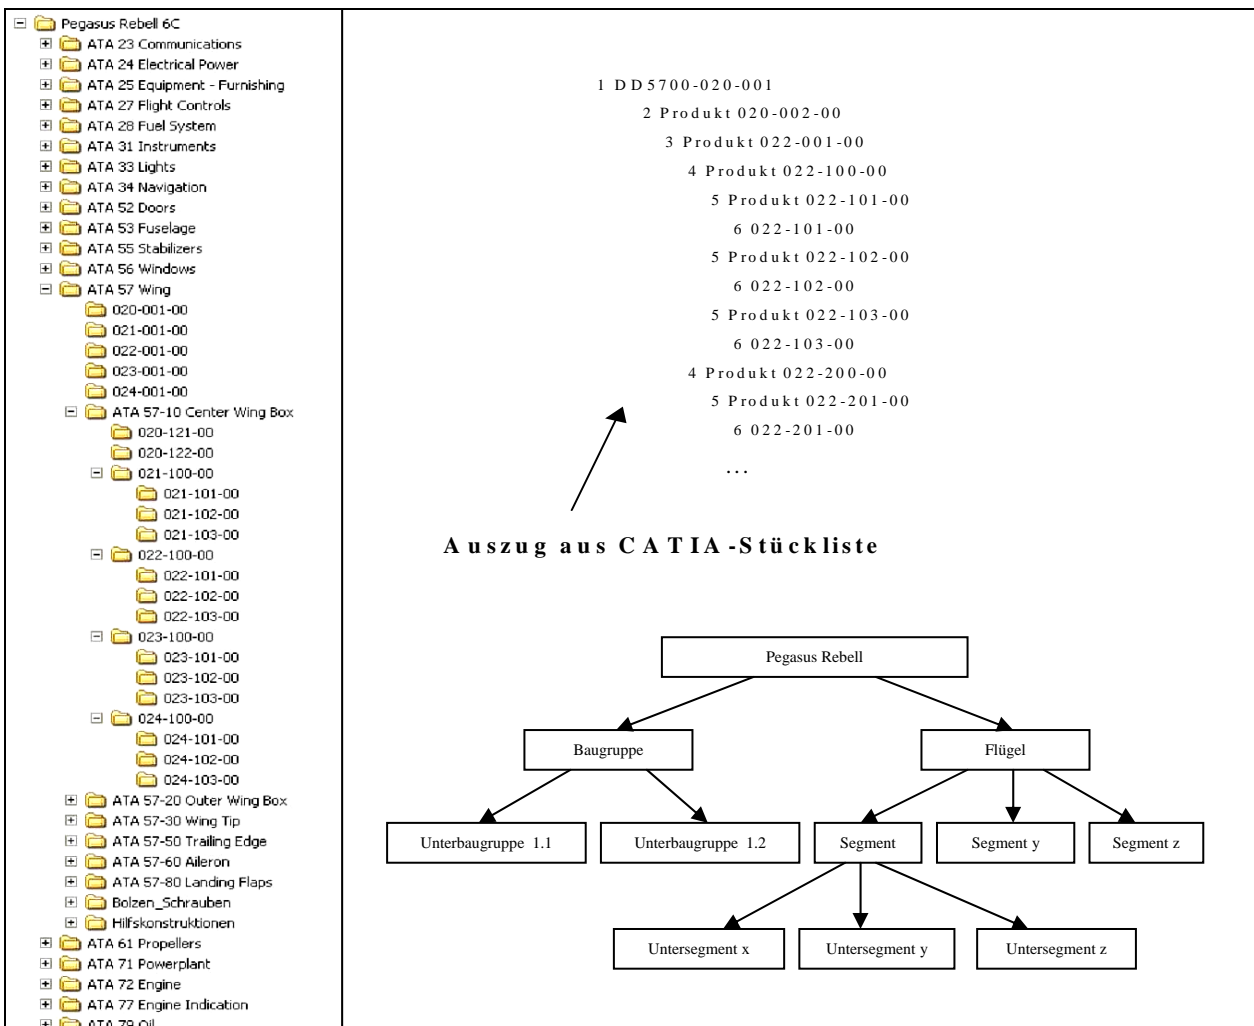 Pegasus Rebell 6C
ATA 23 Communications
ATA 24 Electrical Power
ATA 25 Equipment - Furnishing
ATA 27 Flight Controls
ATA 28 Fuel System
ATA 31 Instruments
ATA 33 Lights
ATA 34 Navigation
ATA 52 Doors
ATA 53 Fuselage
ATA 55 Stabilizers
ATA 56 Windows
ATA 57 Wing
020-001-00
021-001-00
022-001-00
023-001-00
024-001-00
ATA 57-10 Center Wing Box
020-121-00
020-122-00
021-100-00
021-101-00
021-102-00
021-103-00
022-100-00
022-101-00
022-102-00
022-103-00
023-100-00
023-101-00
023-102-00
023-103-00
024-100-00
024-101-00
024-102-00
024-103-00
ATA 57-20 Outer Wing Box
ATA 57-30 Wing Tip
ATA 57-50 Trailing Edge
ATA 57-60 Aileron
ATA 57-80 Landing Flaps
Bolzen_Schrauben
Hilfskonstruktionen
ATA 61 Propellers
ATA 71 Powerplant
ATA 72 Engine
ATA 77 Engine Indication
ATA 79 Oil
1 DD5700-020-001
2 Produkt 020-002-00
3 Produkt 022-001-00
4 Produkt 022-100-00
5 Produkt 022-101-00
6 022-101-00
5 Produkt 022-102-00
6 022-102-00
5 Produkt 022-103-00
6 022-103-00
4 Produkt 022-200-00
5 Produkt 022-201-00
6 022-201-00
...
Auszug aus CATIA-Stückliste
Pegasus Rebell
Baugruppe
Flügel
Unterbaugruppe 1.1
Unterbaugruppe 1.2
Segment
Segment y
Segment z
Untersegment x
Untersegment y
Untersegment z